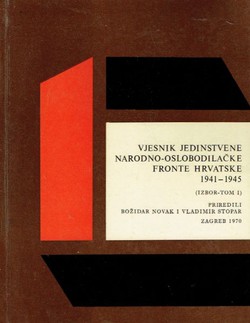 VJESNIK JEDINSTVENE
NARODNO-OSLOBODILAČKE
FRONTE HRVATSKE
1941-1945
(IZBOR-TOM I)
PRIREDILI
BOŽIDAR NOVAK I VLADIMIR STOPAR
ZAGREB 1970